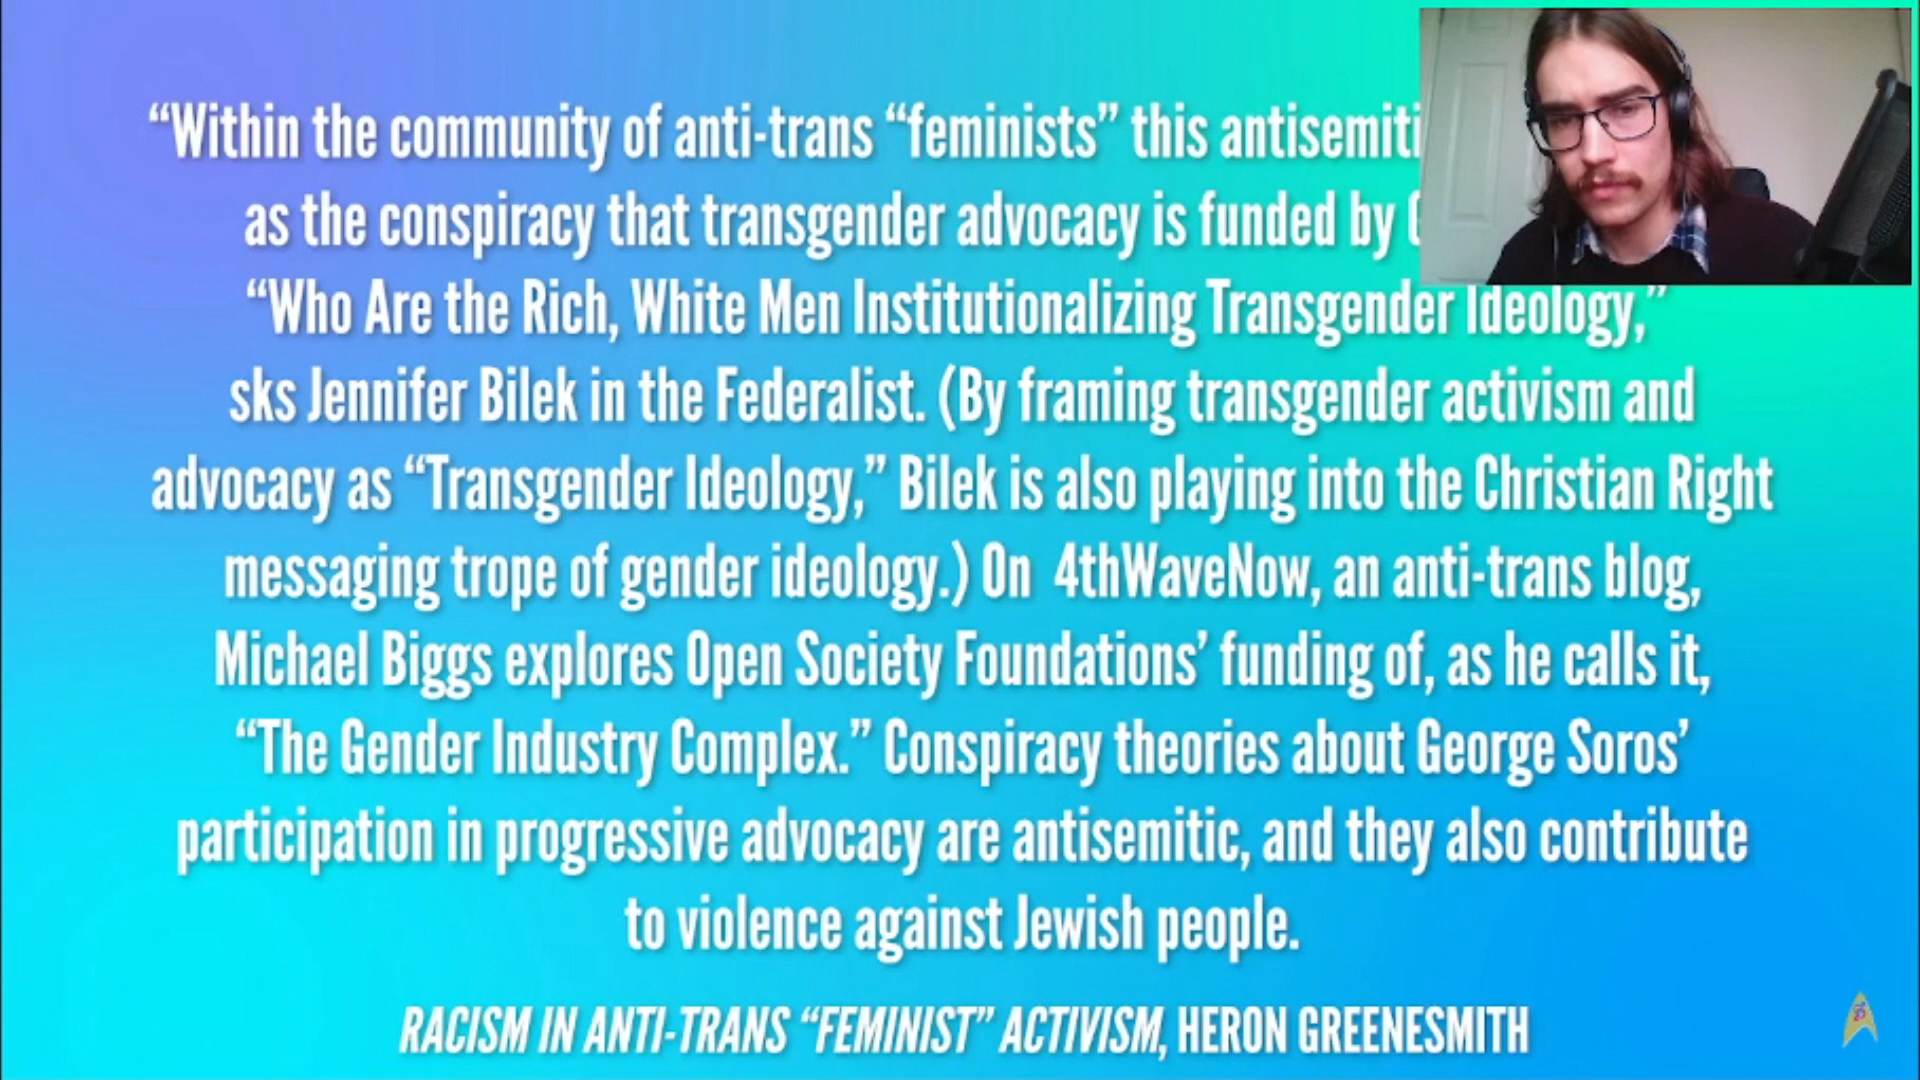 “Within the community of anti-trans “feminists” this
as the conspiracy that transgender advocacy is funded by
“Who Are the Rich, White Men Institutionalizing Transgender Ideology,”
sks Jennifer Bilek in the Federalist. (By framing transgender activism and
advocacy as “Transgender Ideology,” Bilek is also playing into the Christian Right
messaging trope of gender ideology.) On 4thWaveNow, an anti-trans blog,
Michael Biggs explores Open Society Foundations’ funding of, as he calls it,
“The Gender Industry Complex.” Conspiracy theories about George Soros’
participation in progressive advocacy are antisemitic, and they also contribute
to violence against Jewish people.
RACISM IN ANTI-TRANS “FEMINIST” ACTIVISM, HERON GREENESMITH